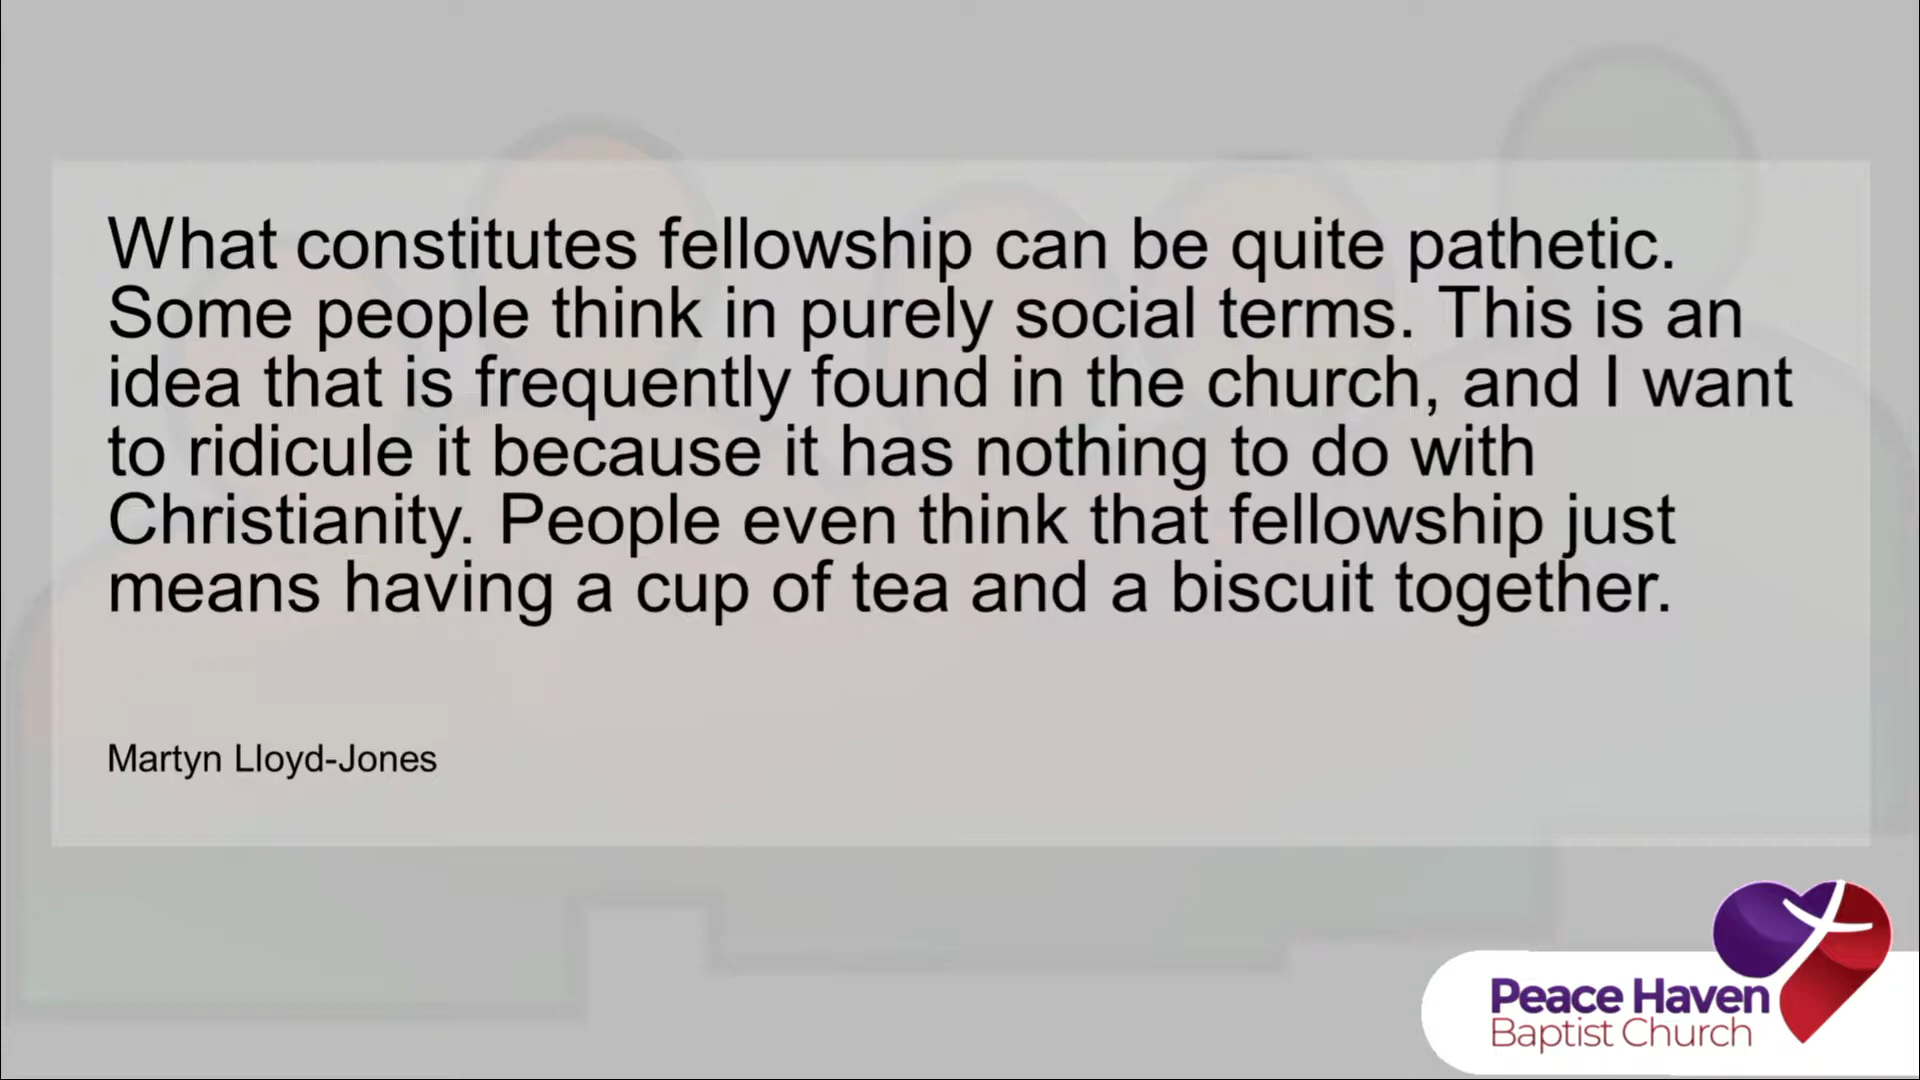 What constitutes fellowship can be quite pathetic.
Some people think in purely social terms. This is an
idea that is frequently found in the church, and I want
to ridicule it because it has nothing to do with
Christianity. People even think that fellowship just
means having a cup of tea and a biscuit together.
Martyn Lloyd-Jones
Peace Haven
Baptist Church